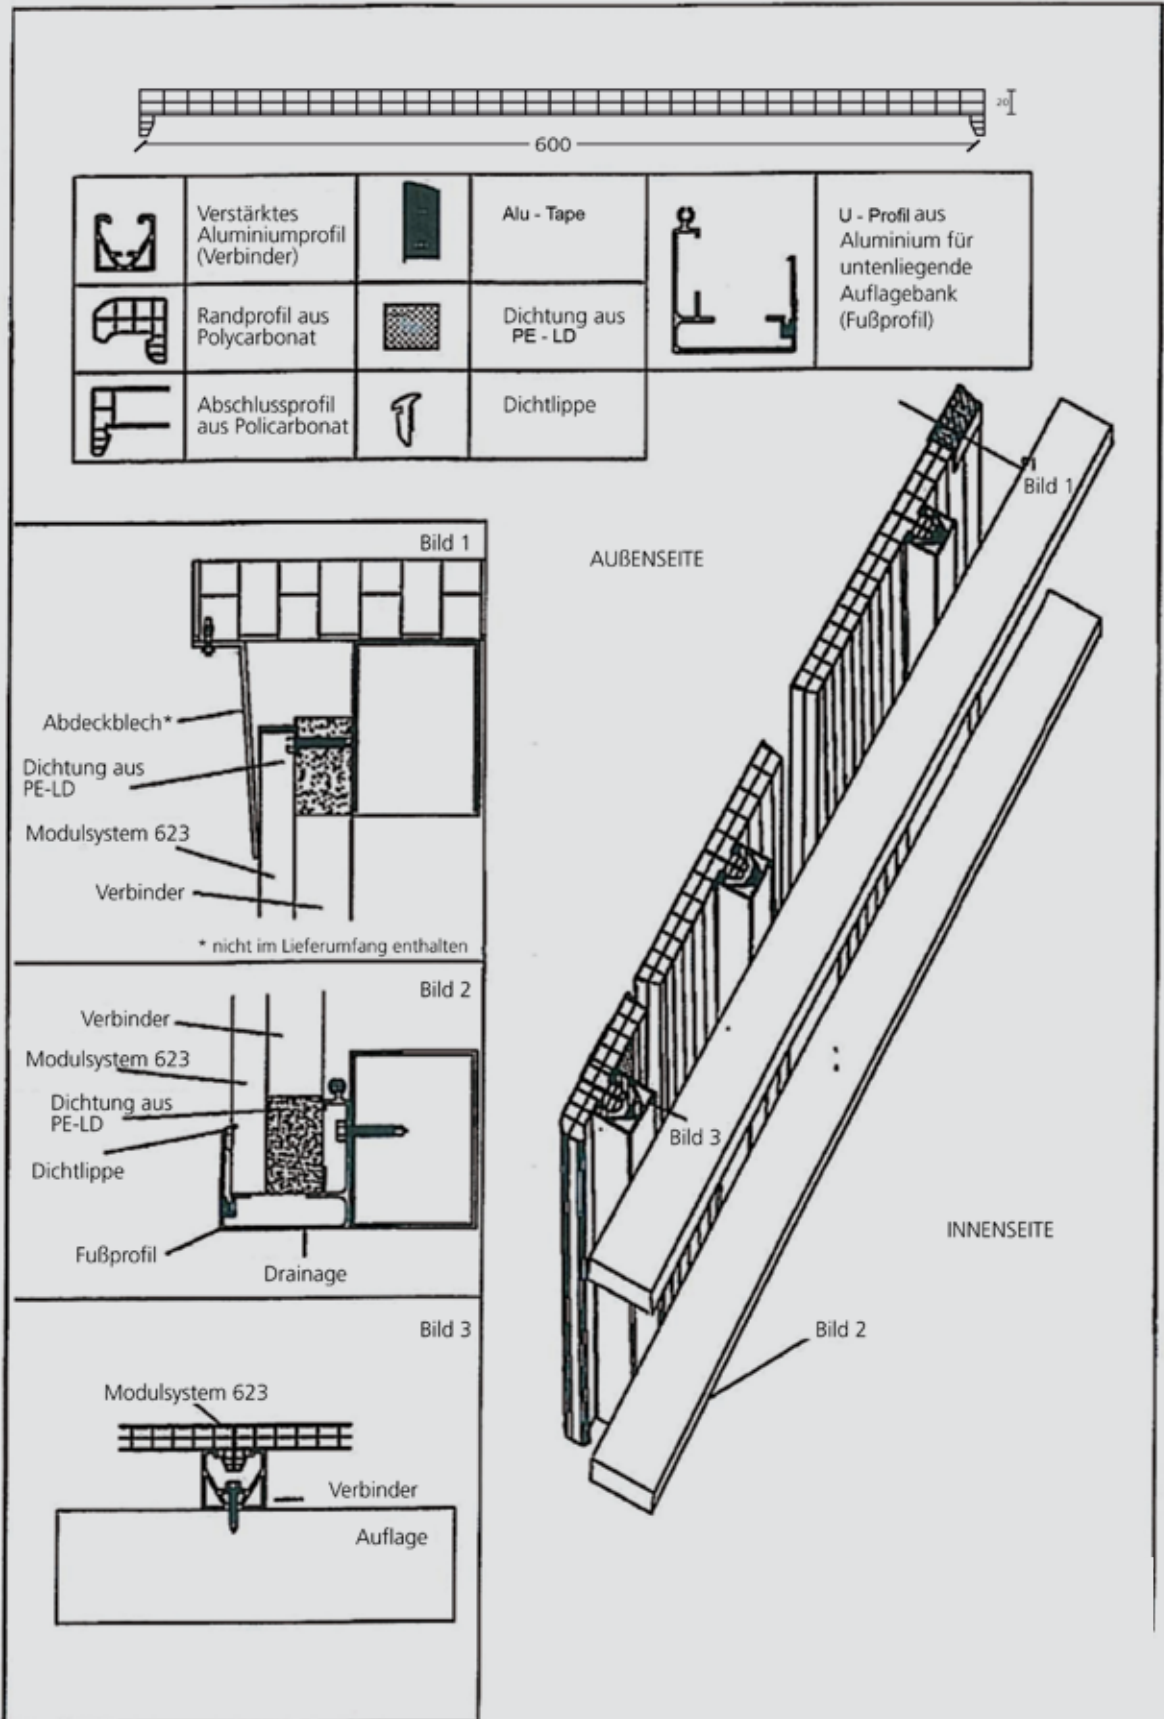 20
600
Verstärktes
Aluminiumprofil
(Verbinder)
Alu - Tape
U - Profil aus
Aluminium für
untenliegende
Auflagebank
(Fußprofil)
Randprofil aus
Polycarbonat
Dichtung aus
PE - LD
Abschlussprofil
aus Policarbonat
Dichtlippe
Bild 1
AUßENSEITE
Bild 1
Abdeckblech*
Dichtung aus
PE-LD
Modulsystem 623
Verbinder
* nicht im Lieferumfang enthalten
Bild 2
Verbinder
Modulsystem 623
Dichtung aus
PE-LD
Dichtlippe
Fußprofil
Drainage
Bild 3
INNENSEITE
Bild 2
Bild 3
Modulsystem 623
Verbinder
Auflage